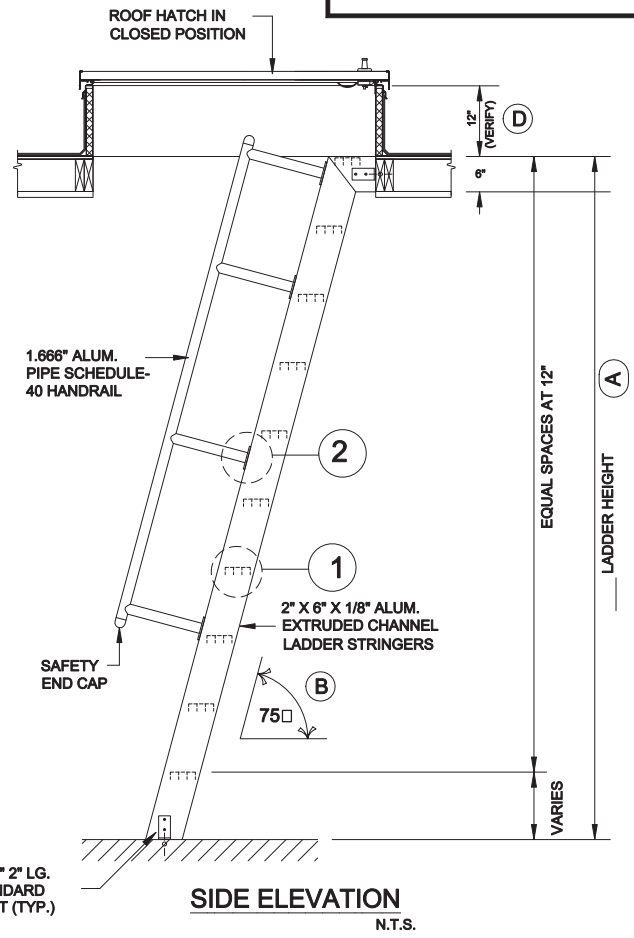 ROOF HATCH IN
CLOSED POSITION
12"
(VERIFY)
D
6"
1.666" ALUM.
PIPE SCHEDULE-
40 HANDRAIL
EQUAL SPACES AT 12"
A
LADDER HEIGHT
2
1
2" X 6" X 1/8" ALUM.
EXTRUDED CHANNEL
LADDER STRINGERS
SAFETY
END CAP
B
75□
VARIES
" 2" LG.
NDARD
T (TYP.)
SIDE ELEVATION
N.T.S.